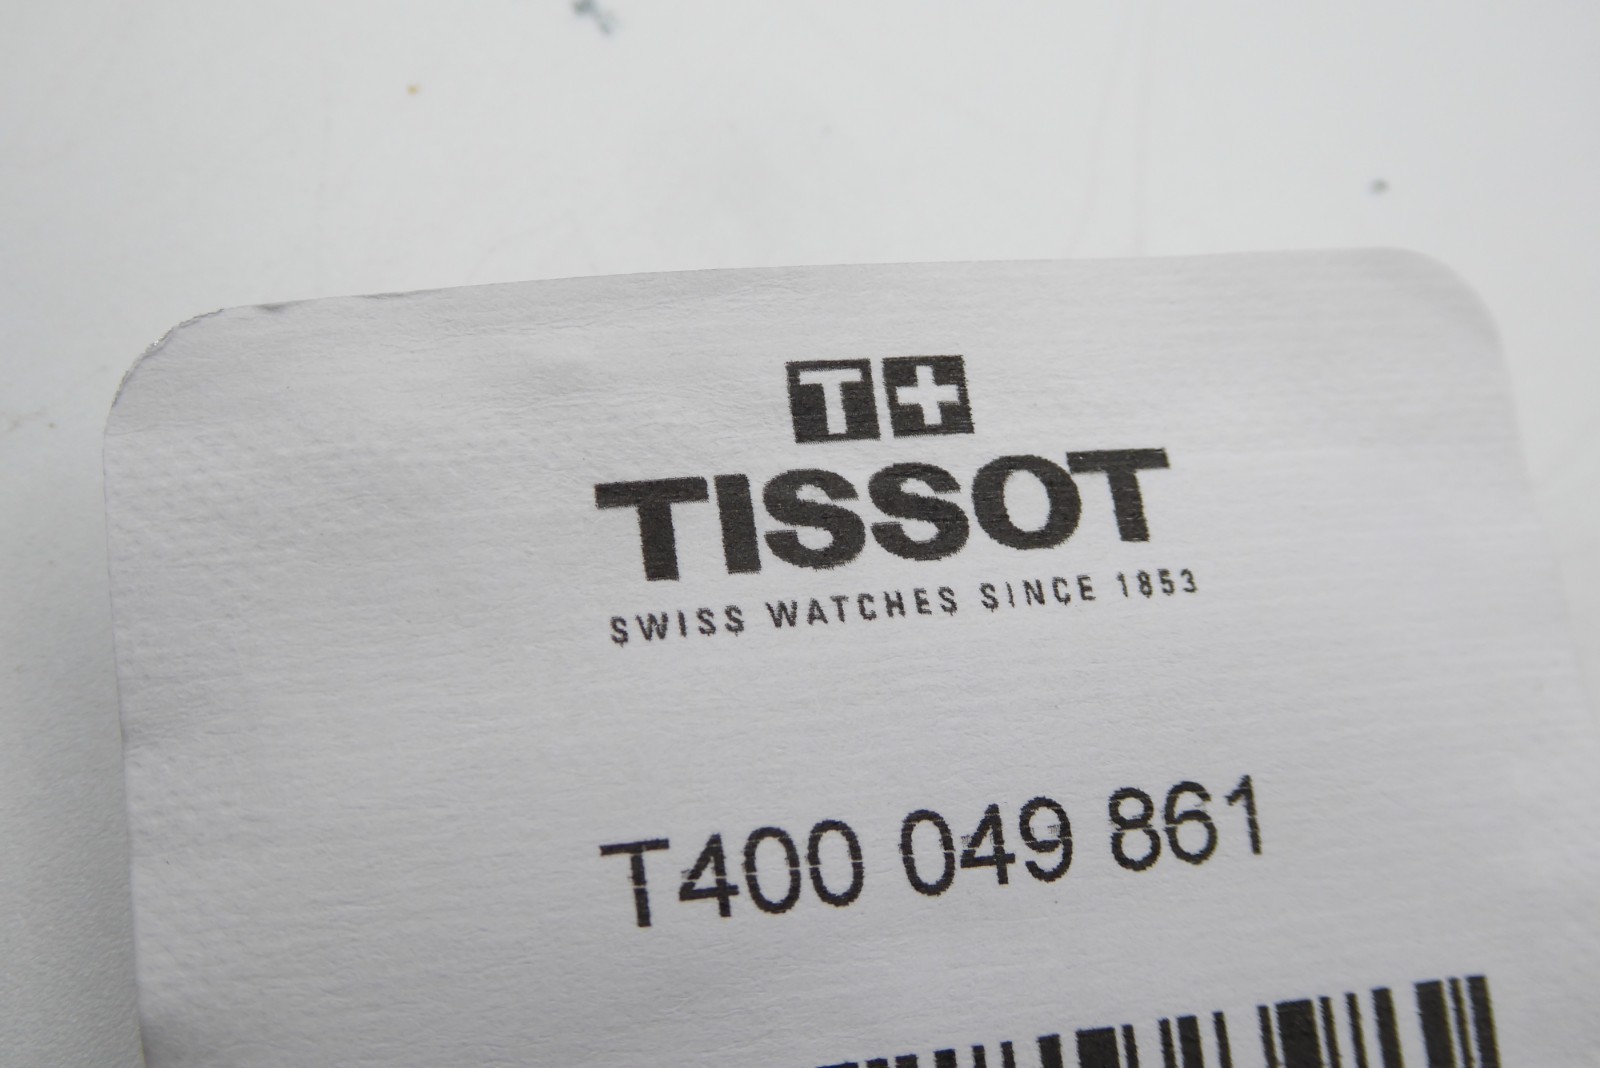 T+
TISSOT
SWISS WATCHES SINCE 1853
T400 049 861